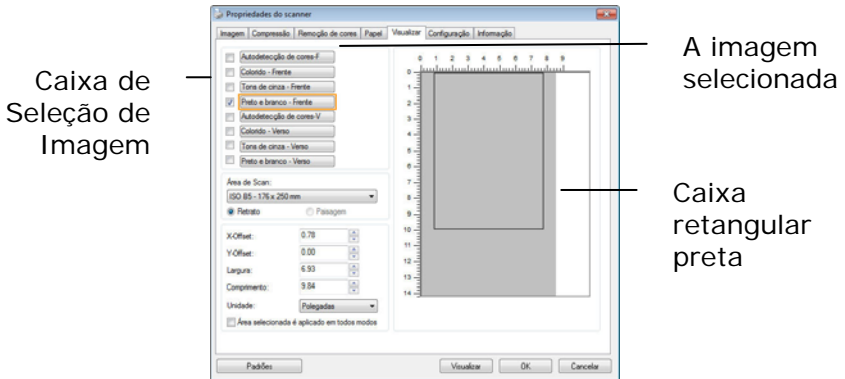 Propriedades do scanner
Imagem Compressão Remoção de cores Papel Visualizar Configuração Informação
Autodetecção de cores-F
Colorido - Frente
Tons de cinza - Frente
Preto e branco - Frente
Autodetecção de cores-V
Colorido - Verso
Tons de cinza - Verso
Preto e branco - Verso
Área de Scan:
ISO B5 - 176 x 250 mm
Retrato Paisagem
X-Offset: 0.78
Y-Offset: 0.00
Largura: 6.93
Comprimento: 9.84
Unidade: Polegadas
Área selecionada é aplicado em todos modos
0 1 2 3 4 5 6 7 8 9
0
1
2
3
4
5
6
7
8
9
10
11
12
13
14
Padrões Visualizar OK Cancelar
Caixa de
Seleção de
Imagem
A imagem
selecionada
Caixa
retangular
preta